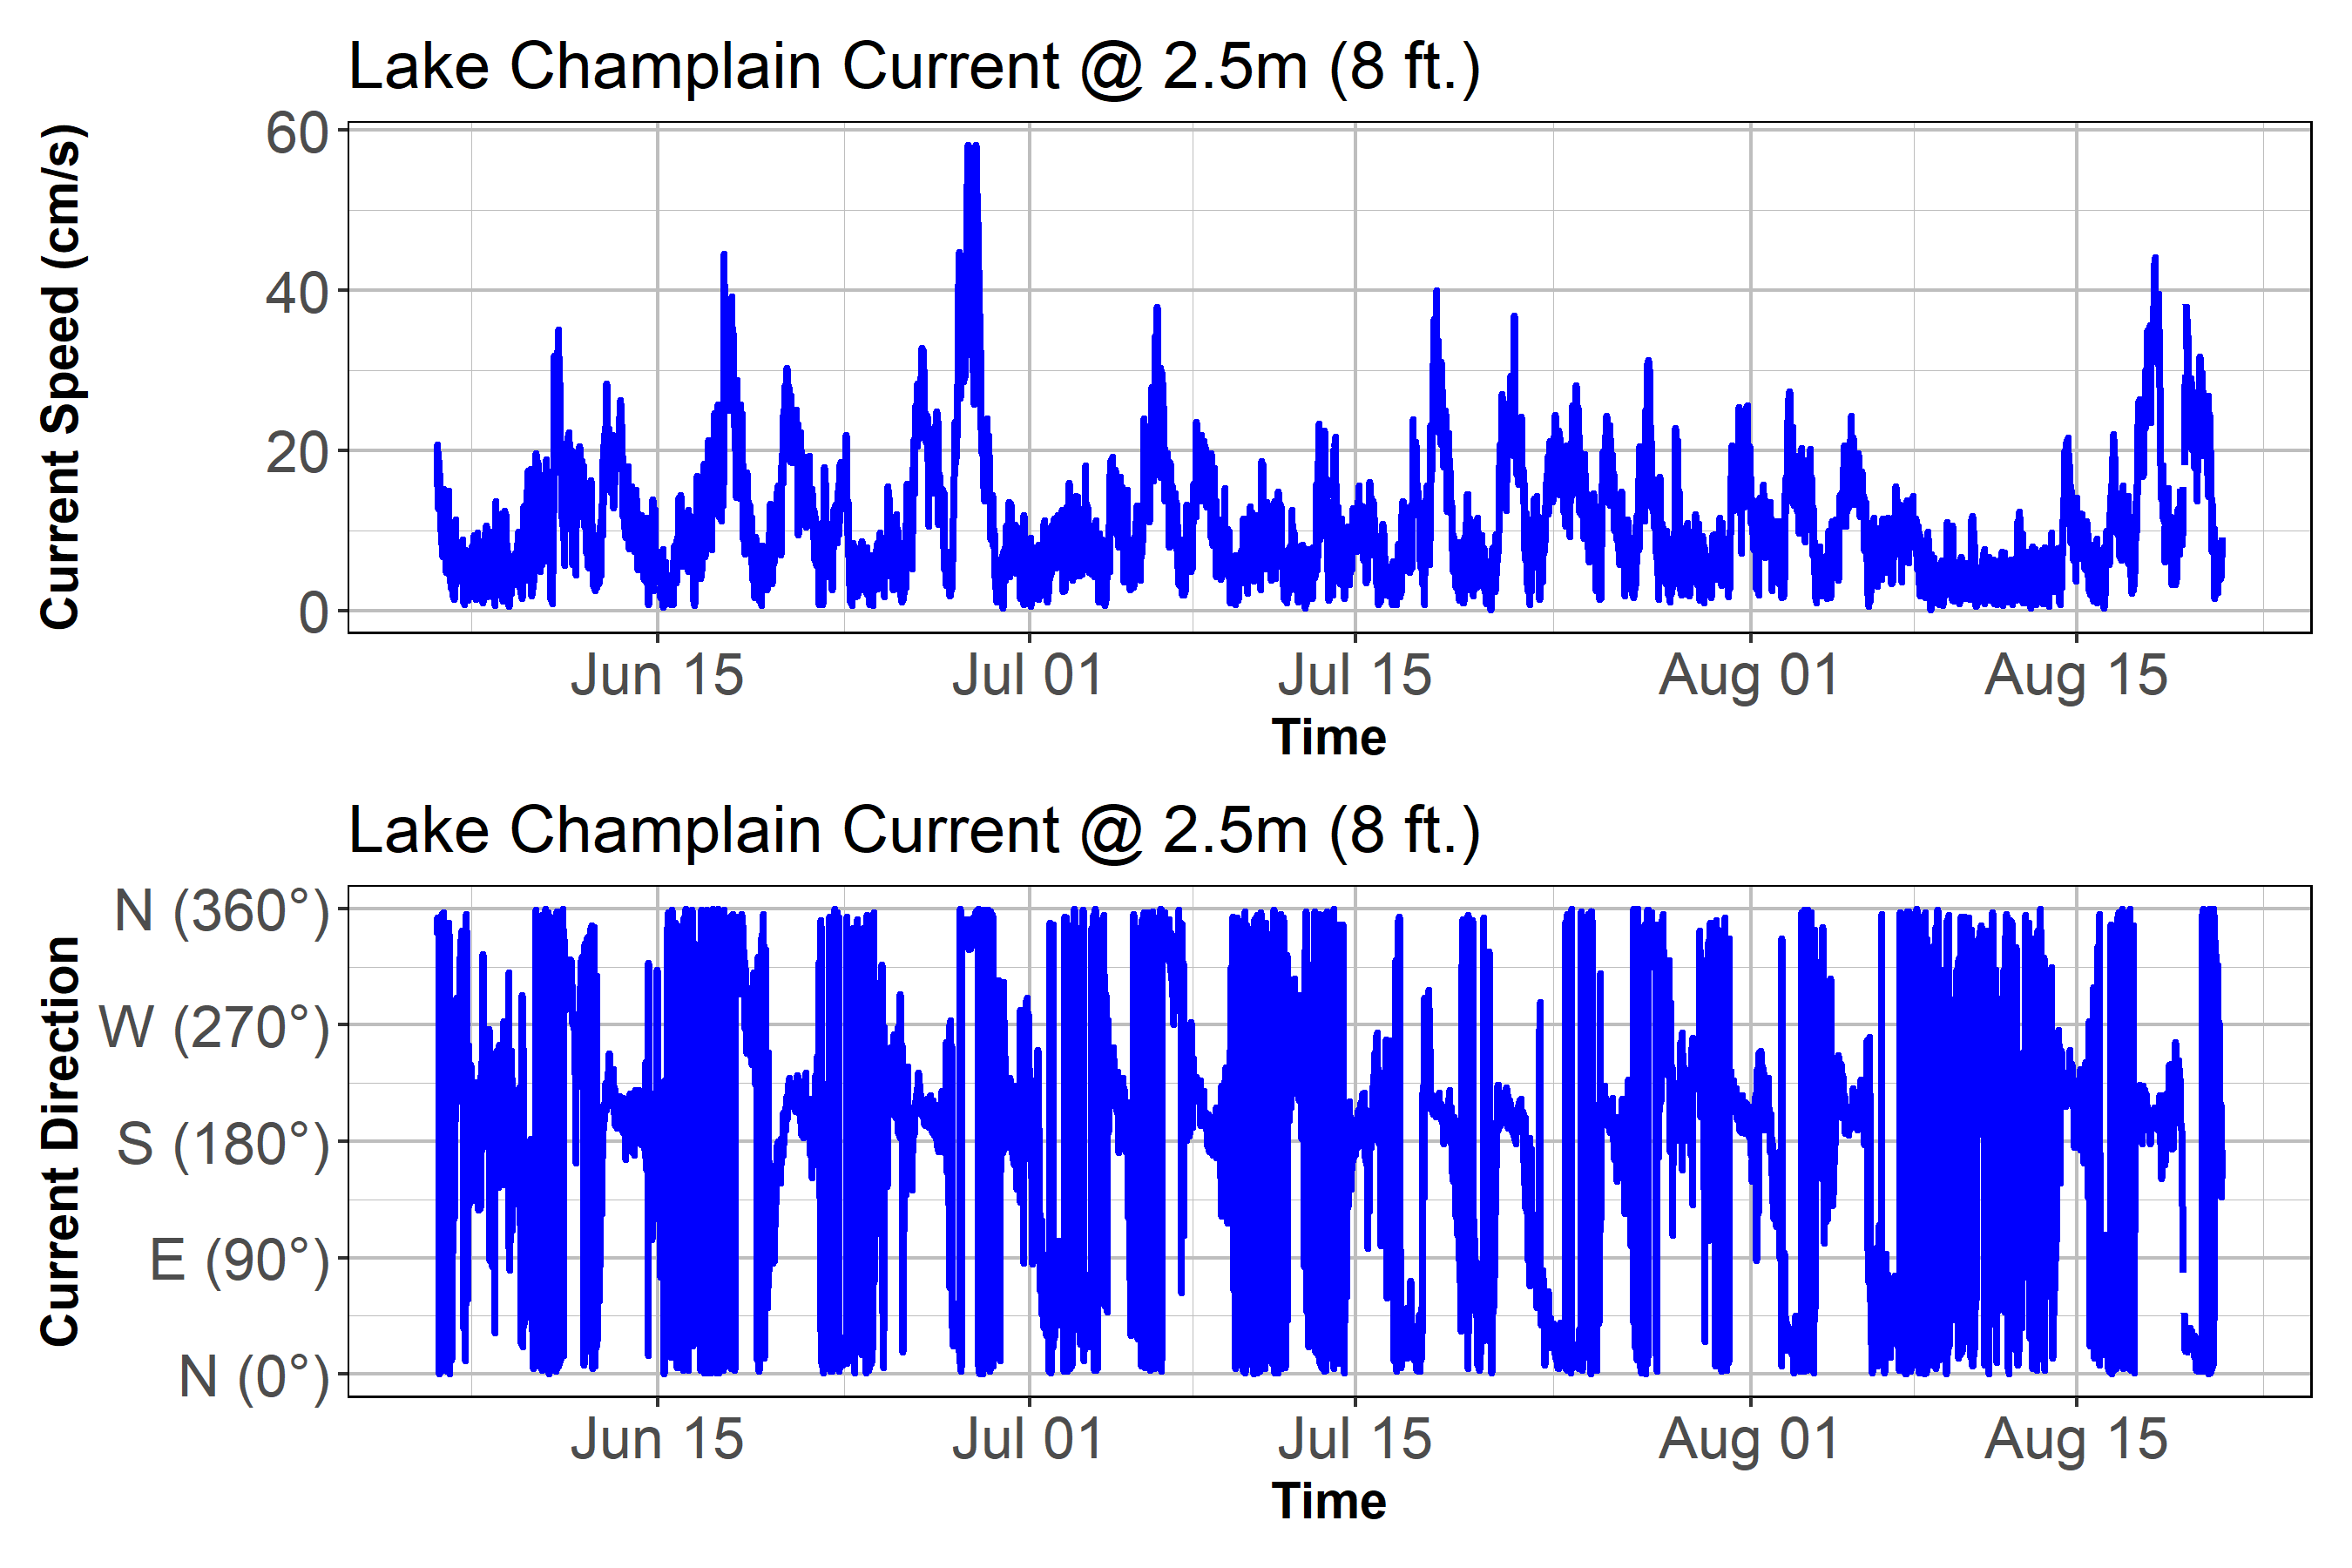 Lake Champlain Current @ 2.5m (8 ft.)
Current Speed (cm/s)
60
40
20
0
Jun 15 Jul 01 Jul 15 Aug 01 Aug 15
Time
Lake Champlain Current @ 2.5m (8 ft.)
Current Direction
N (360°)
W (270°)
S (180°)
E (90°)
N (0°)
Jun 15 Jul 01 Jul 15 Aug 01 Aug 15
Time